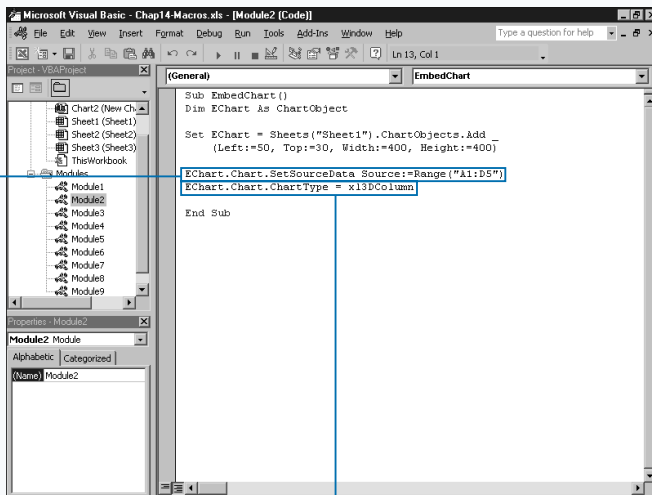 Microsoft Visual Basic - Chap14-Macros.xls - [Module2 (Code)]
File Edit View Insert Format Debug Run Tools Add-Ins Window Help
Type a question for help
Ln 13, Col 1
Project - VBAProject
(General)
EmbedChart
Chart2 (New Ch
Sheet1 (Sheet1)
Sheet2 (Sheet2)
Sheet3 (Sheet3)
ThisWorkbook
Modules
Module1
Module2
Module3
Module4
Module5
Module6
Module7
Module8
Module9
Properties - Module2
Module2 Module
Alphabetic Categorized
(Name) Module2
Sub EmbedChart()
Dim EChart As ChartObject
Set EChart = Sheets("Sheet1").ChartObjects.Add _
(Left:=50, Top:=30, Width:=400, Height:=400)
EChart.Chart.SetSourceData Source:=Range("A1:D5")
EChart.Chart.ChartType = xl3DColumn
End Sub